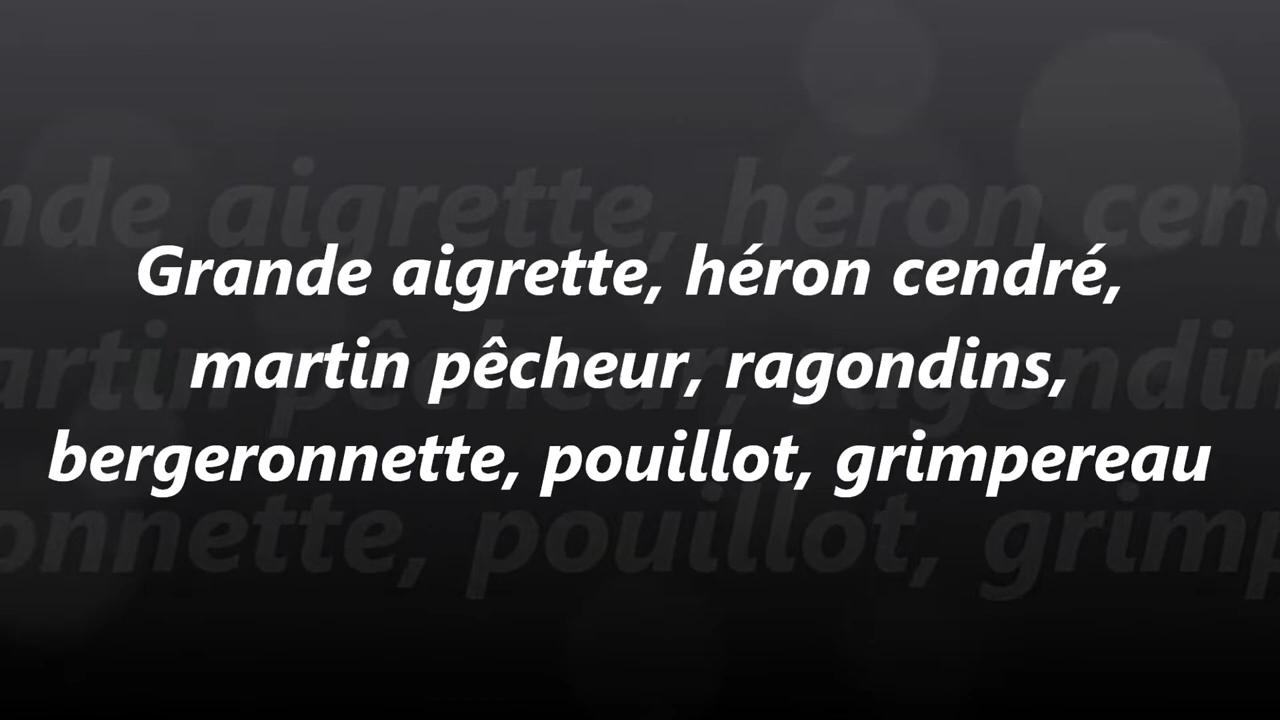 Grande aigrette, héron cendré,
martin pêcheur, ragondins,
bergeronnette, pouillot, grimpereau